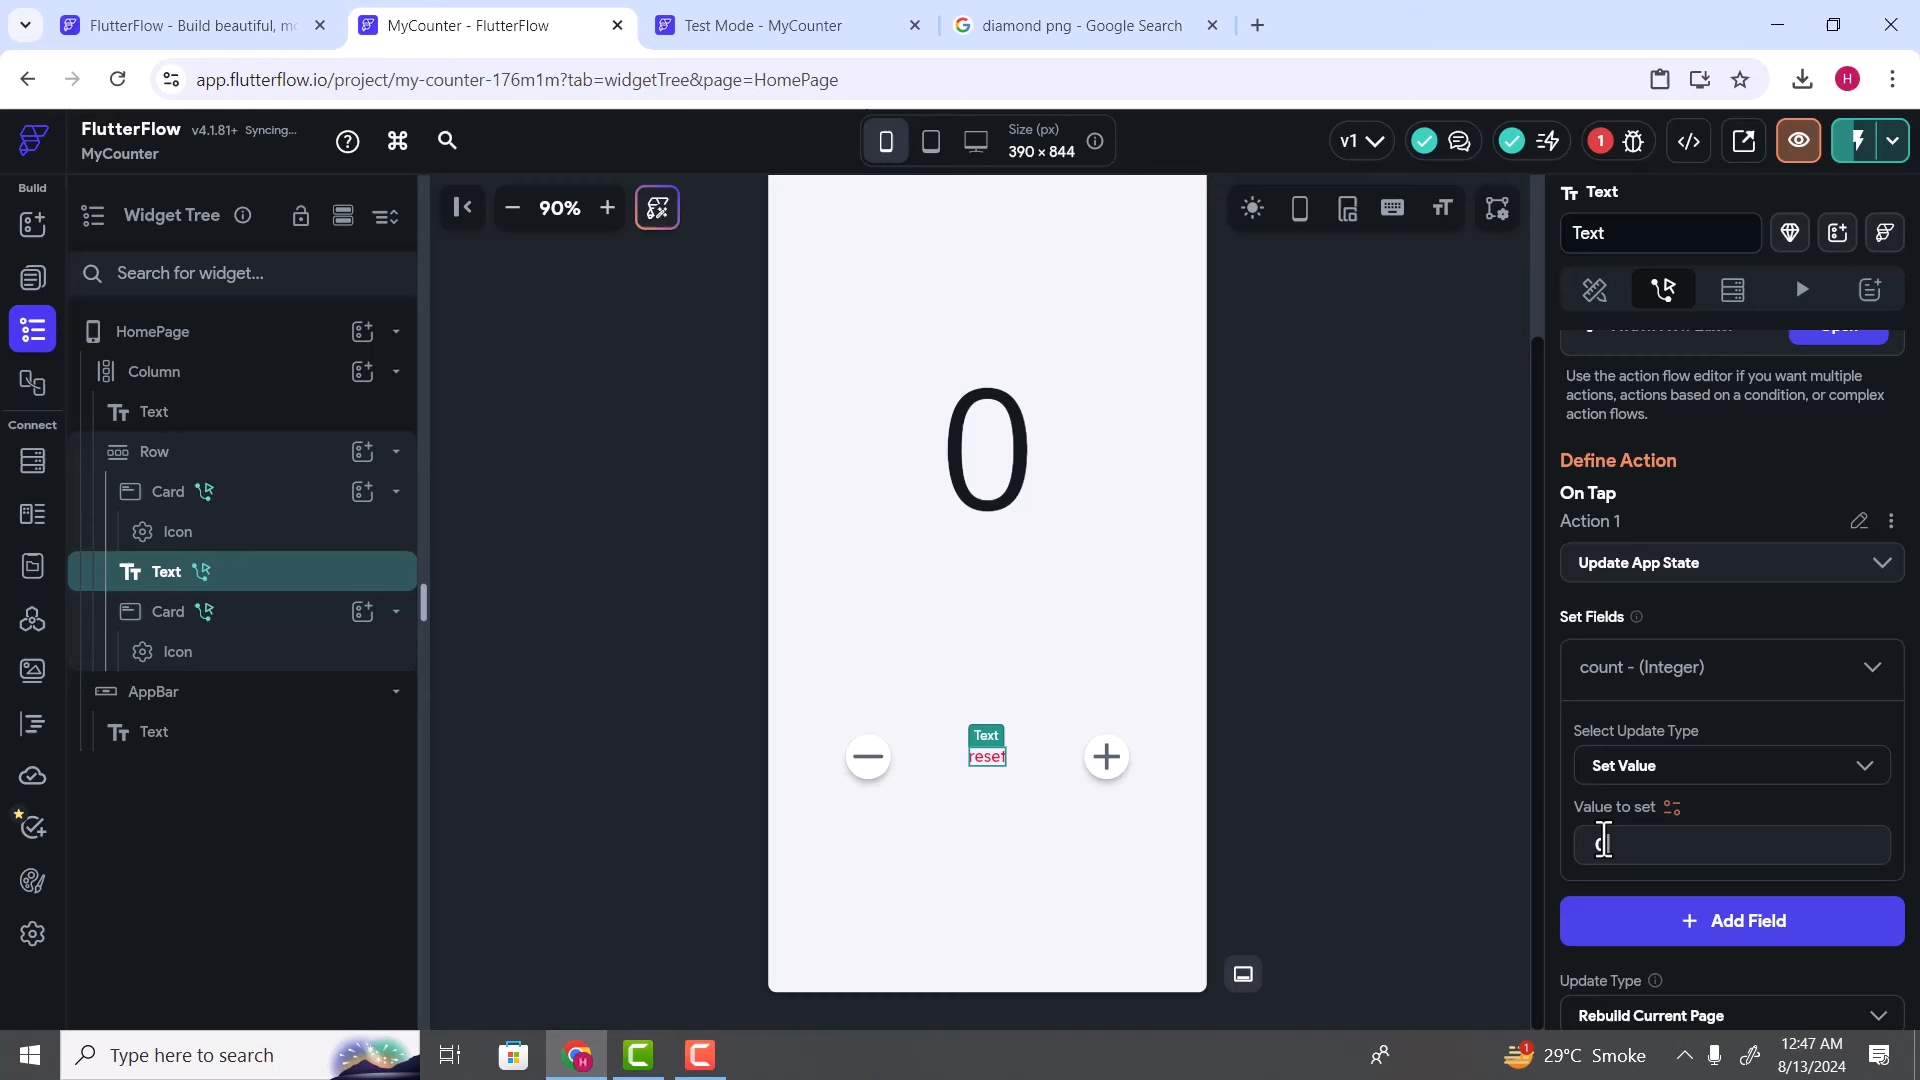 FlutterFlow - Build beautiful, mo
MyCounter - FlutterFlow
Test Mode - MyCounter
diamond png - Google Search
app.flutterflow.io/project/my-counter-176m1m?tab=widgetTree&page=HomePage
H
FlutterFlow v4.1.81+ Syncing...
MyCounter
Size (px)
390 × 844
v1
1
Build
Widget Tree
90%
Search for widget...
HomePage
Column
Text
Connect
Row
Card
Icon
Text
Card
Icon
AppBar
Text
0
Text
reset
Text
Text
Open
Use the action flow editor if you want multiple
actions, actions based on a condition, or complex
action flows.
Define Action
On Tap
Action 1
Update App State
Set Fields
count - (Integer)
Select Update Type
Set Value
Value to set
+ Add Field
Update Type
Rebuild Current Page
Type here to search
H
1
29°C Smoke
12:47 AM
8/13/2024